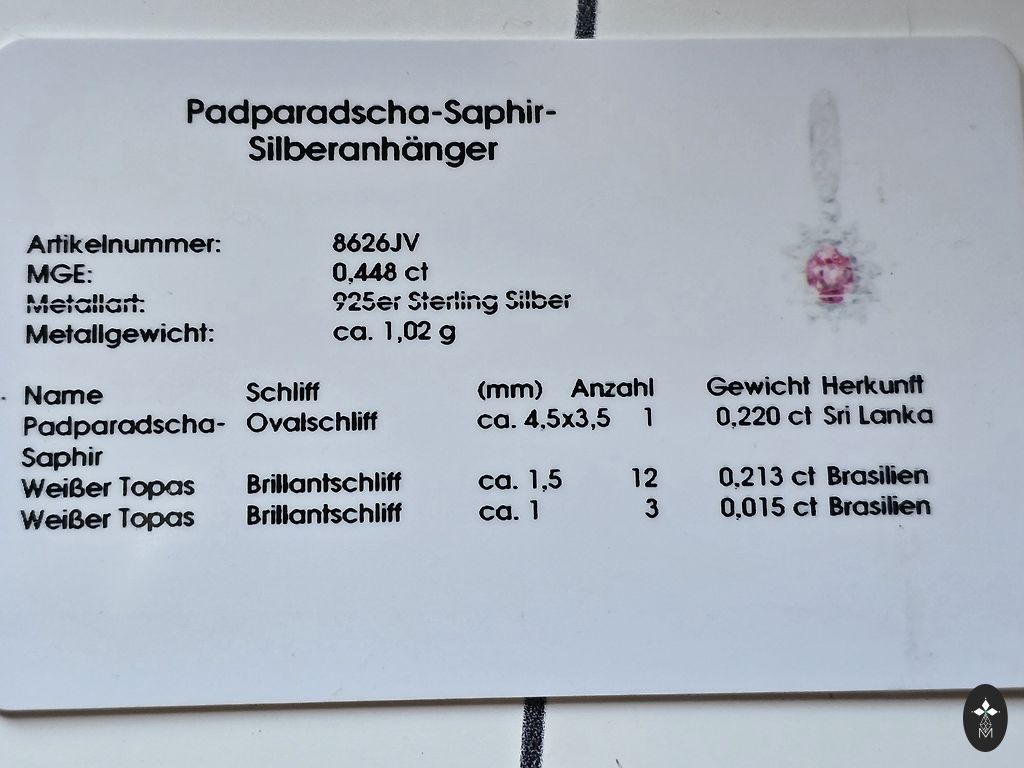 Padparadscha-Saphir-
Silberanhänger
Artikelnummer: 8626JV
MGE: 0,448 ct
Metallart: 925er Sterling Silber
Metallgewicht: ca. 1,02 g
Name Schliff (mm) Anzahl Gewicht Herkunft
Padparadscha- Ovalschliff ca. 4,5x3,5 1 0,220 ct Sri Lanka
Saphir
Weißer Topas Brillantschliff ca. 1,5 12 0,213 ct Brasilien
Weißer Topas Brillantschliff ca. 1 3 0,015 ct Brasilien
M